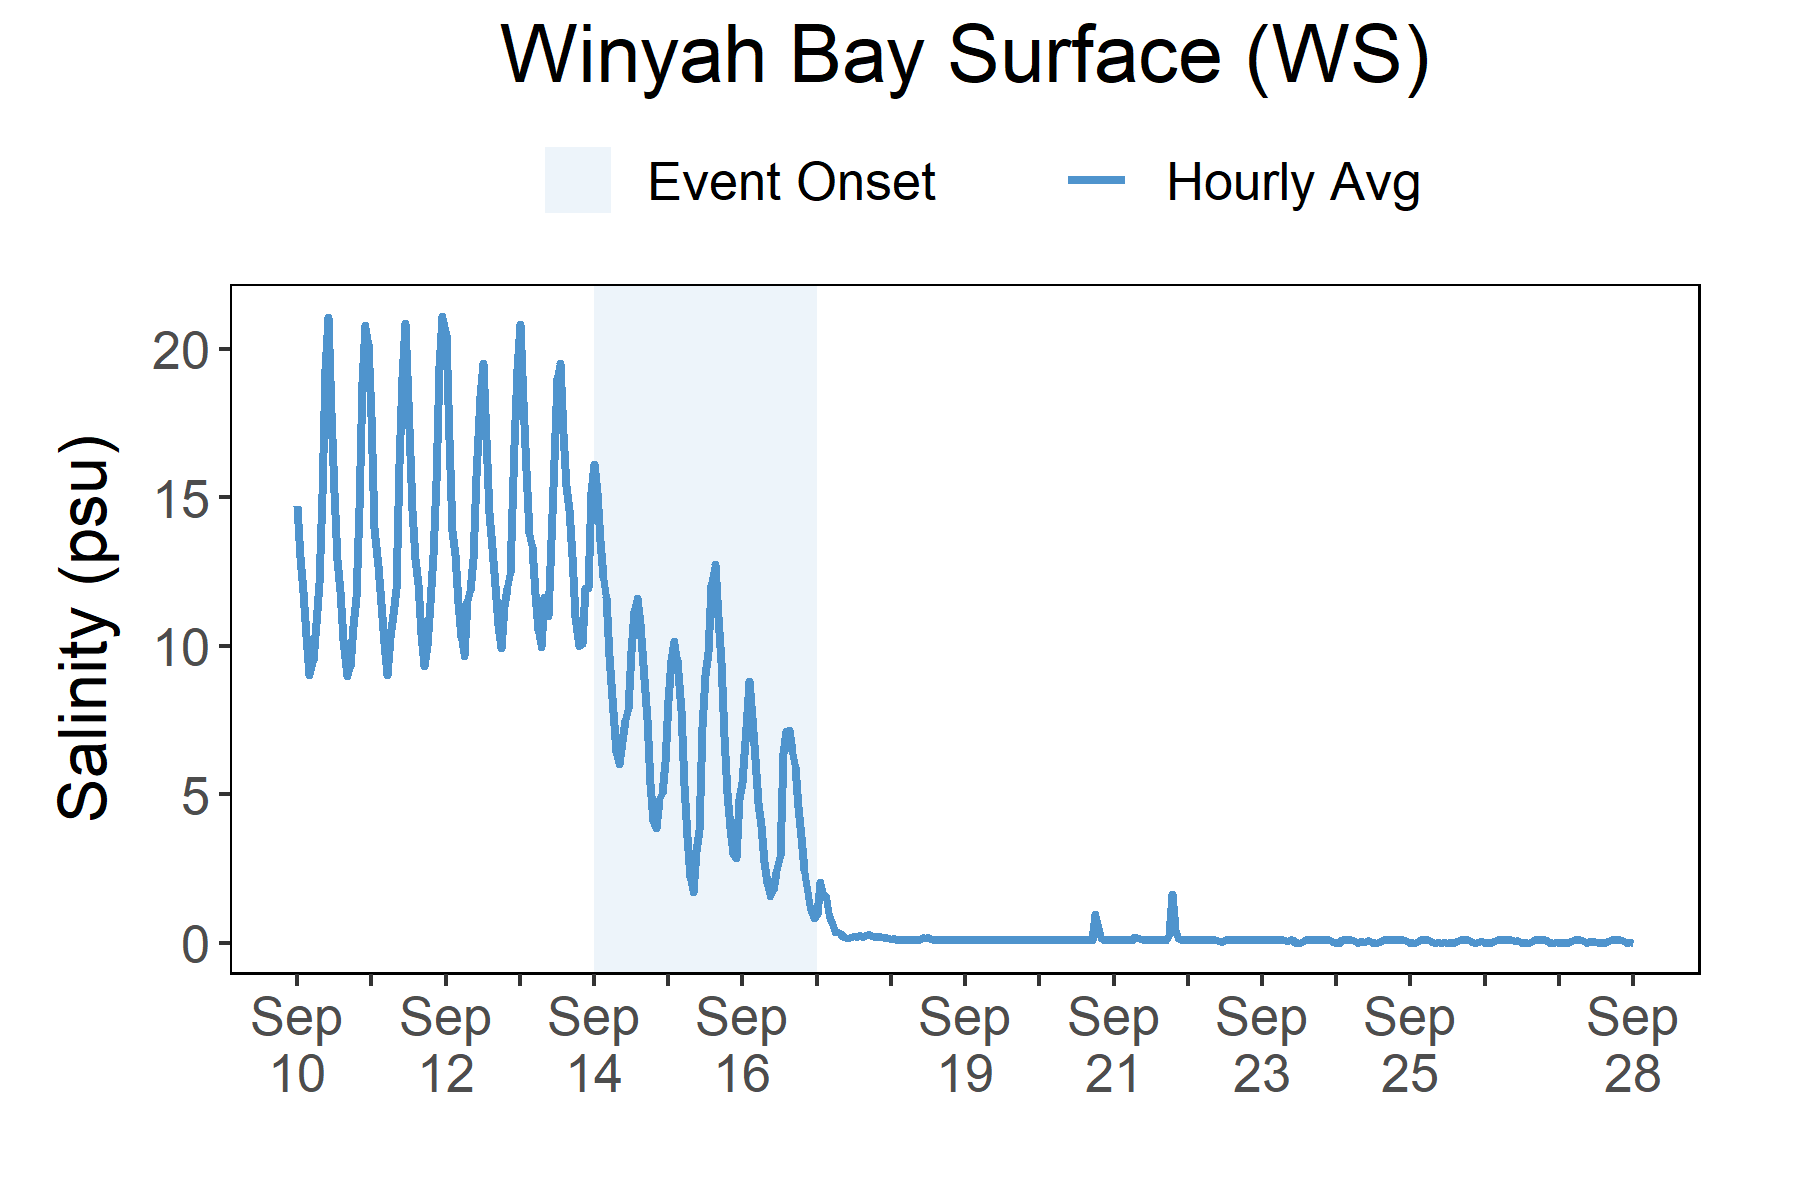 Winyah Bay Surface (WS)
Event Onset Hourly Avg
Salinity (psu)
20
15
10
5
0
Sep Sep Sep Sep Sep Sep Sep Sep Sep
10 12 14 16 19 21 23 25 28